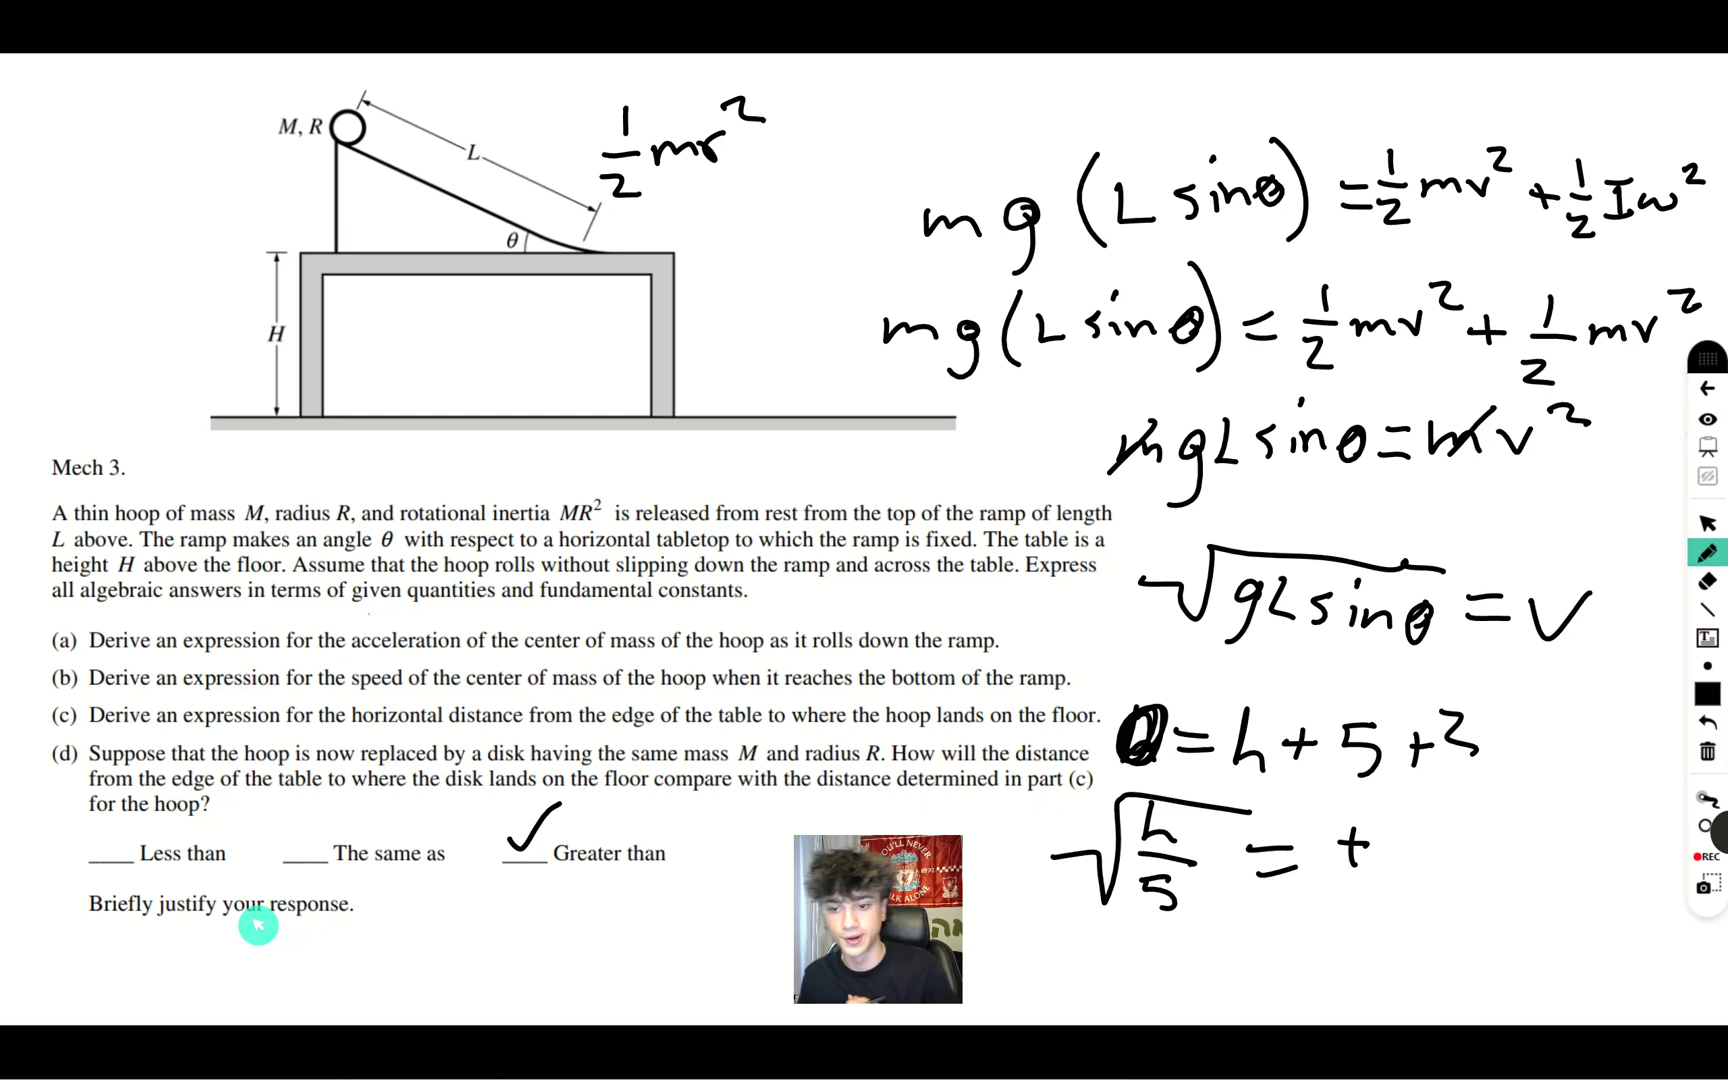 M, R
L
θ
H
1/2 mr²
mg (L sinθ) = 1/2 mv² + 1/2 Iω²
mg (L sinθ) = 1/2 mv² + 1/2 mv²
mgL sinθ = mv²
√gLsinθ = v
0 = h + 5 + 2
√h/5 = t
Mech 3.
A thin hoop of mass M, radius R, and rotational inertia MR² is released from rest from the top of the ramp of length
L above. The ramp makes an angle θ with respect to a horizontal tabletop to which the ramp is fixed. The table is a
height H above the floor. Assume that the hoop rolls without slipping down the ramp and across the table. Express
all algebraic answers in terms of given quantities and fundamental constants.
(a) Derive an expression for the acceleration of the center of mass of the hoop as it rolls down the ramp.
(b) Derive an expression for the speed of the center of mass of the hoop when it reaches the bottom of the ramp.
(c) Derive an expression for the horizontal distance from the edge of the table to where the hoop lands on the floor.
(d) Suppose that the hoop is now replaced by a disk having the same mass M and radius R. How will the distance
from the edge of the table to where the disk lands on the floor compare with the distance determined in part (c)
for the hoop?
____ Less than ____ The same as ✓ ____ Greater than
Briefly justify your response.
YOU'LL NEVER
LK ALONE
REC